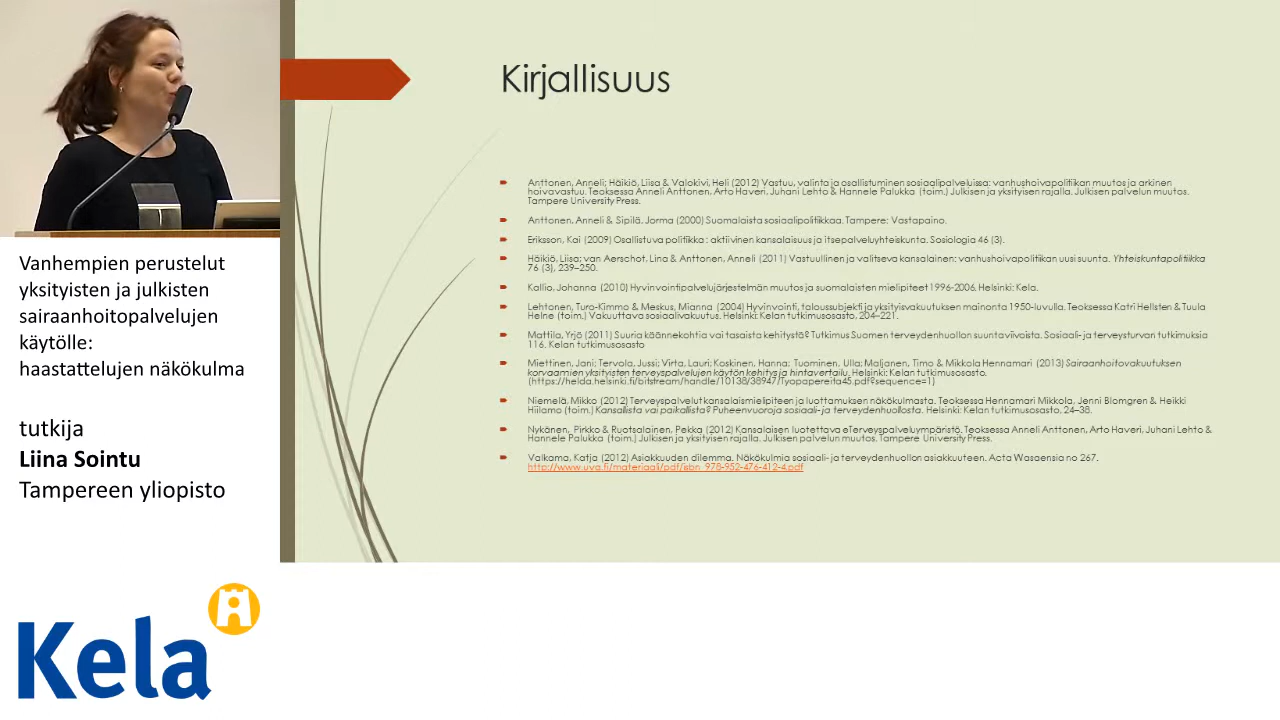 Vanhempien perustelut
yksityisten ja julkisten
sairaanhoitopalvelujen
käytölle:
haastattelujen näkökulma
tutkija
Liina Sointu
Tampereen yliopisto
Kela
Kirjallisuus
Anttonen, Anneli; Häikiö, Liisa & Valokivi, Heli (2012) Vastuu, valinta ja osallistuminen sosiaalipalveluissa: vanhushoivapolitiikan muutos ja arkinen
hoivavastuu. Teoksessa Anneli Anttonen, Arto Haveri, Juhani Lehto & Hannele Palukka (toim.) Julkisen ja yksityisen rajalla. Julkisen palvelun muutos.
Tampere University Press.
Anttonen, Anneli & Sipilä, Jorma (2000) Suomalaista sosiaalipolitiikkaa. Tampere: Vastapaino.
Eriksson, Kai (2009) Osallistuva politiikka : aktiivinen kansalaisuus ja itsepalveluyhteiskunta. Sosiologia 46 (3).
Häikiö, Liisa; van Aerschot, Lina & Anttonen, Anneli (2011) Vastuullinen ja valitseva kansalainen: vanhushoivapolitiikan uusi suunta. Yhteiskuntapolitiikka
76 (3), 239–250.
Kallio, Johanna (2010) Hyvinvointipalvelujärjestelmän muutos ja suomalaisten mielipiteet 1996-2006. Helsinki: Kela.
Lehtonen, Turo-Kimmo & Meskus, Mianna (2004) Hyvinvointi, taloussubjekti ja yksityisvakuutuksen mainonta 1950-luvulla. Teoksessa Katri Hellsten & Tuula
Helne (toim.) Vakuuttava sosiaalivakuutus. Helsinki: Kelan tutkimusosasto, 204–221.
Mattila, Yrjö (2011) Suuria käännekohtia vai tasaista kehitystä? Tutkimus Suomen terveydenhuollon suuntaviivoista. Sosiaali- ja terveysturvan tutkimuksia
116. Kelan tutkimusosasto
Miettinen, Jani; Tervola, Jussi; Virta, Lauri; Koskinen, Hanna; Tuominen, Ulla; Maljanen, Timo & Mikkola Hennamari (2013) Sairaanhoitovakuutuksen
korvaamien yksityisten terveyspalvelujen käytön kehitys ja hintavertailu. Helsinki: Kelan tutkimusosasto.
(https://helda.helsinki.fi/bitstream/handle/10138/38947/Tyopapereita45.pdf?sequence=1)
Niemelä, Mikko (2012) Terveyspalvelut kansalaismielipiteen ja luottamuksen näkökulmasta. Teoksessa Hennamari Mikkola, Jenni Blomgren & Heikki
Hiilamo (toim.) Kansallista vai paikallista? Puheenvuoroja sosiaali- ja terveydenhuollosta. Helsinki: Kelan tutkimusosasto, 24–38.
Nykänen, Pirkko & Ruotsalainen, Pekka (2012) Kansalaisen luotettava eTerveyspalveluympäristö. Teoksessa Anneli Anttonen, Arto Haveri, Juhani Lehto &
Hannele Palukka (toim.) Julkisen ja yksityisen rajalla. Julkisen palvelun muutos. Tampere University Press.
Valkama, Katja (2012) Asiakkuuden dilemma. Näkökulmia sosiaali- ja terveydenhuollon asiakkuuteen. Acta Wasaensia no 267.
http://www.uva.fi/materiaali/pdf/isbn_978-952-476-412-4.pdf